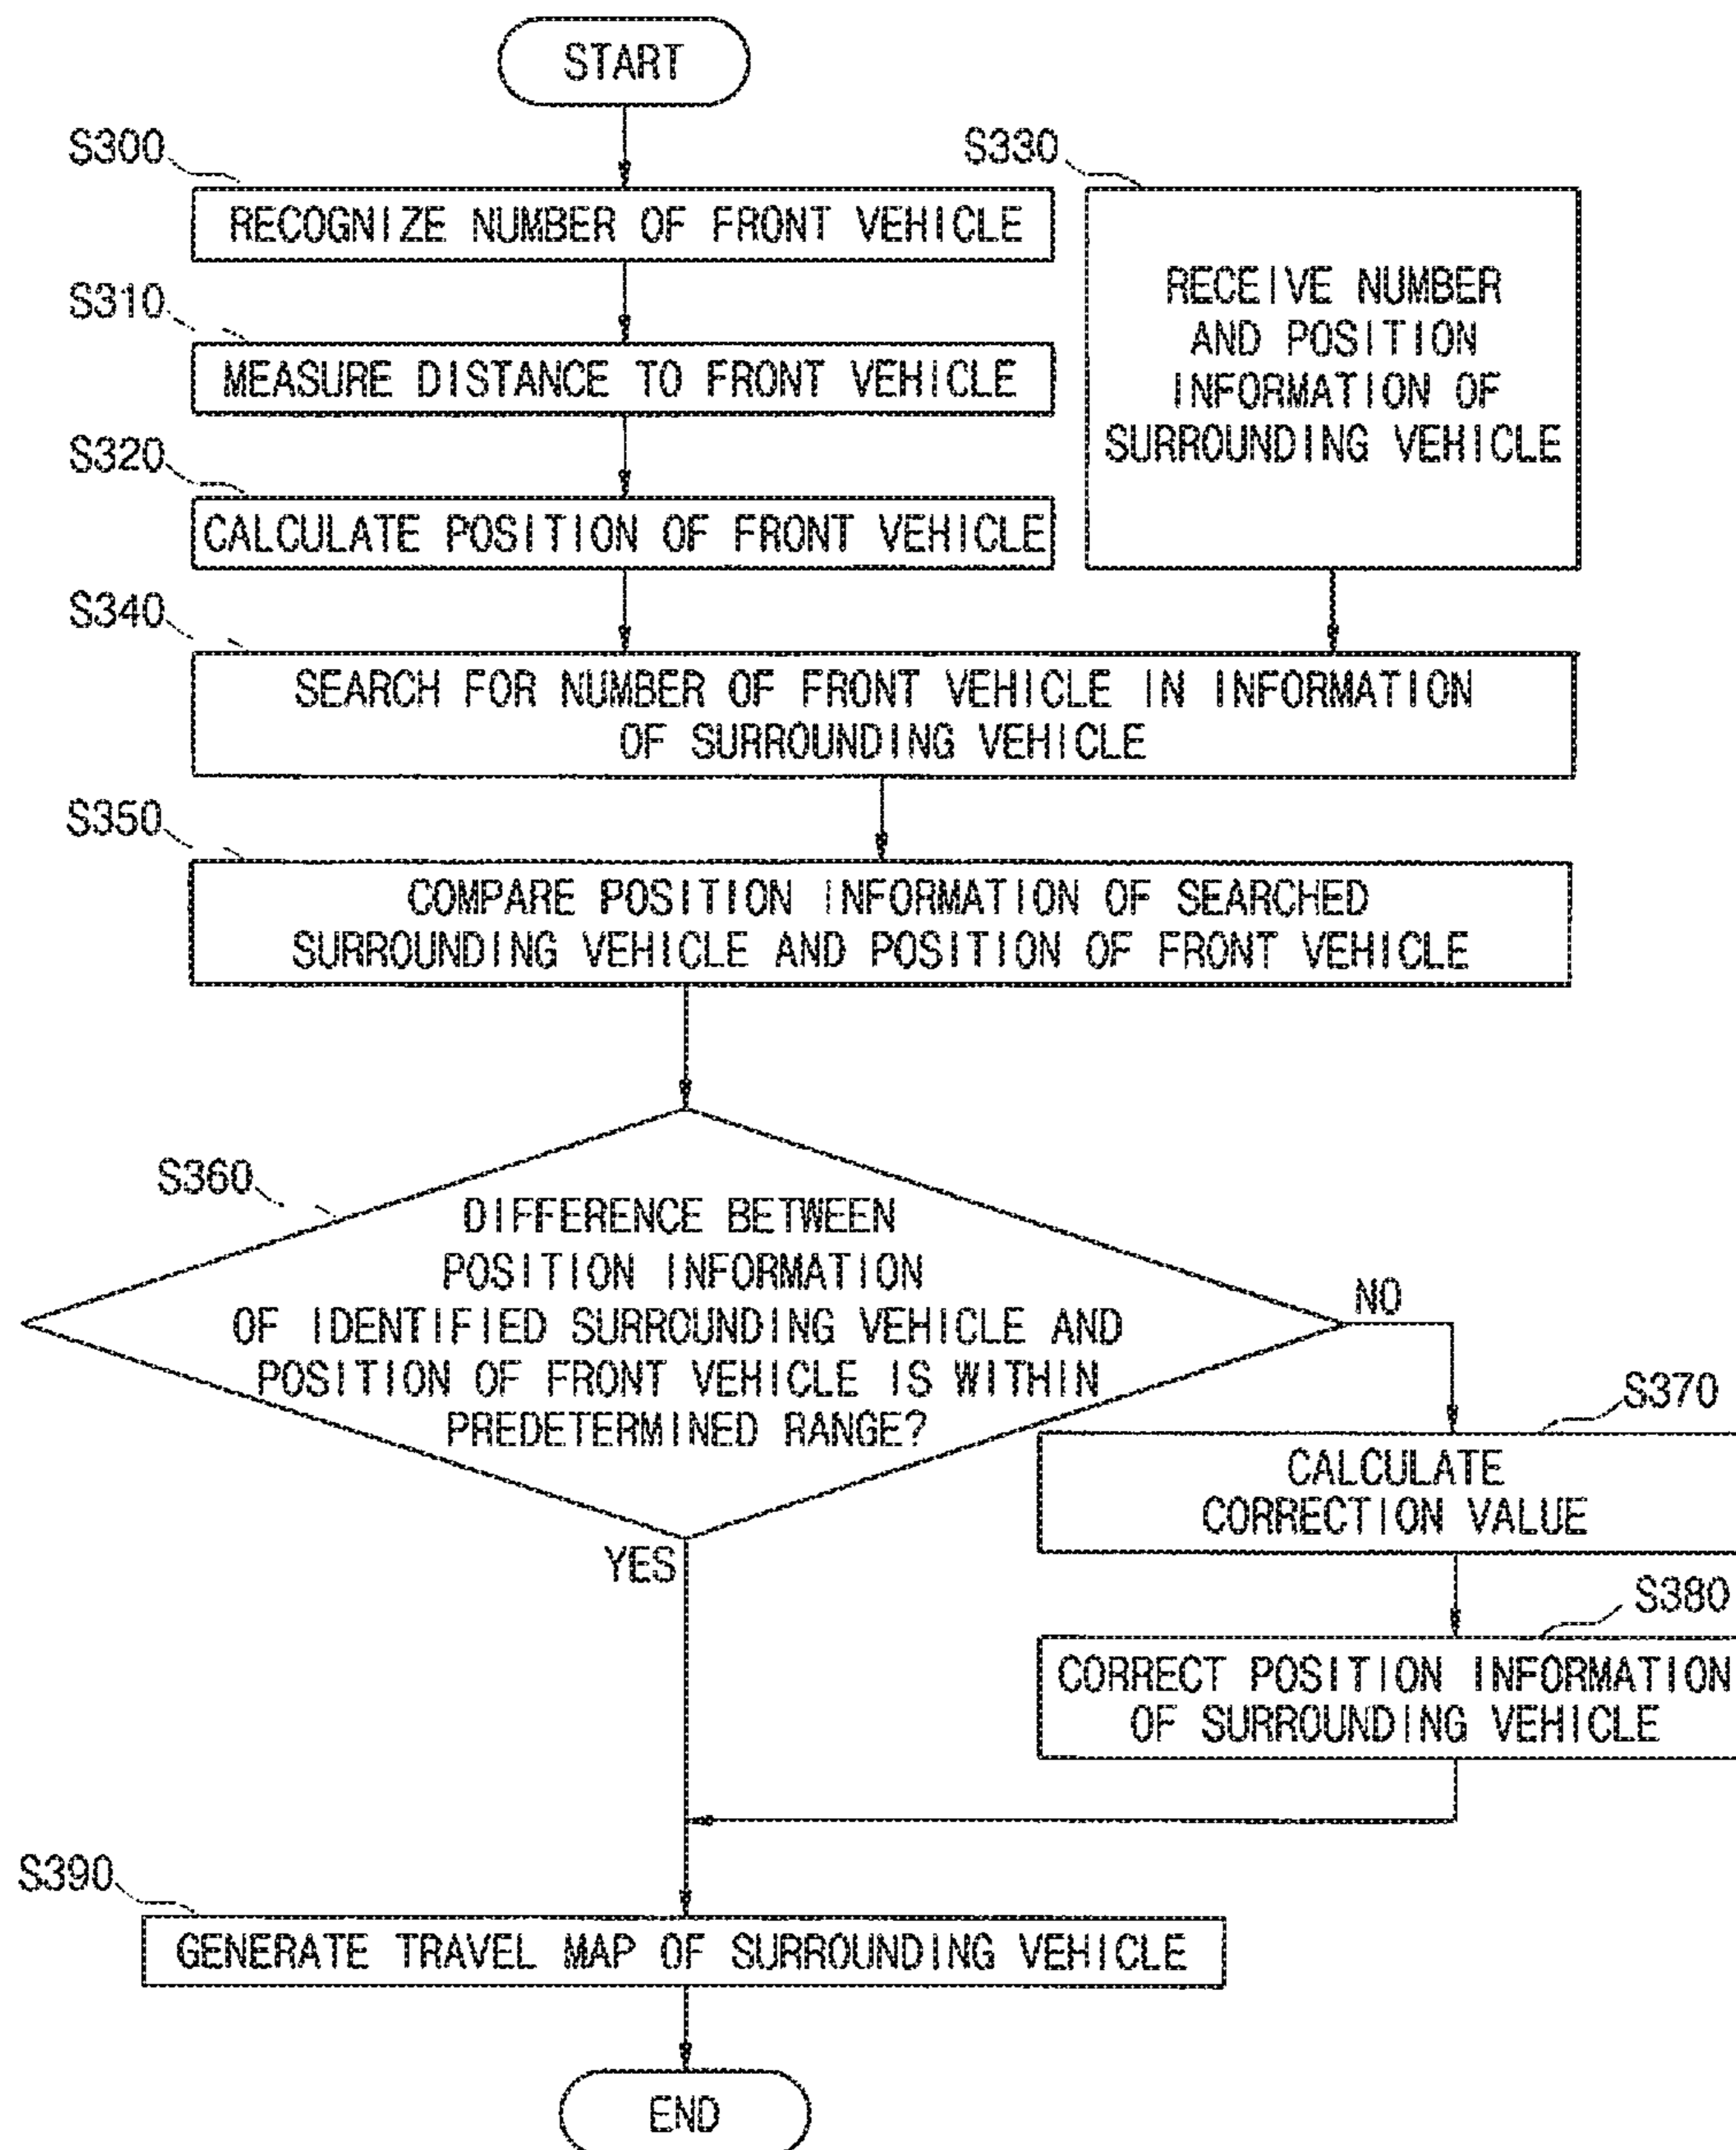 START
S300
RECOGNIZE NUMBER OF FRONT VEHICLE
S310
MEASURE DISTANCE TO FRONT VEHICLE
S320
CALCULATE POSITION OF FRONT VEHICLE
S330
RECEIVE NUMBER
AND POSITION
INFORMATION OF
SURROUNDING VEHICLE
S340
SEARCH FOR NUMBER OF FRONT VEHICLE IN INFORMATION
OF SURROUNDING VEHICLE
S350
COMPARE POSITION INFORMATION OF SEARCHED
SURROUNDING VEHICLE AND POSITION OF FRONT VEHICLE
S360
DIFFERENCE BETWEEN
POSITION INFORMATION
OF IDENTIFIED SURROUNDING VEHICLE AND
POSITION OF FRONT VEHICLE IS WITHIN
PREDETERMINED RANGE?
NO
S370
CALCULATE
CORRECTION VALUE
YES
S380
CORRECT POSITION INFORMATION
OF SURROUNDING VEHICLE
S390
GENERATE TRAVEL MAP OF SURROUNDING VEHICLE
END